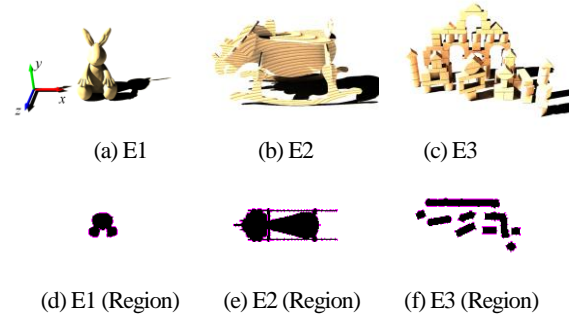 y
x
z
(a) E1
(b) E2
(c) E3
(d) E1 (Region)
(e) E2 (Region)
(f) E3 (Region)